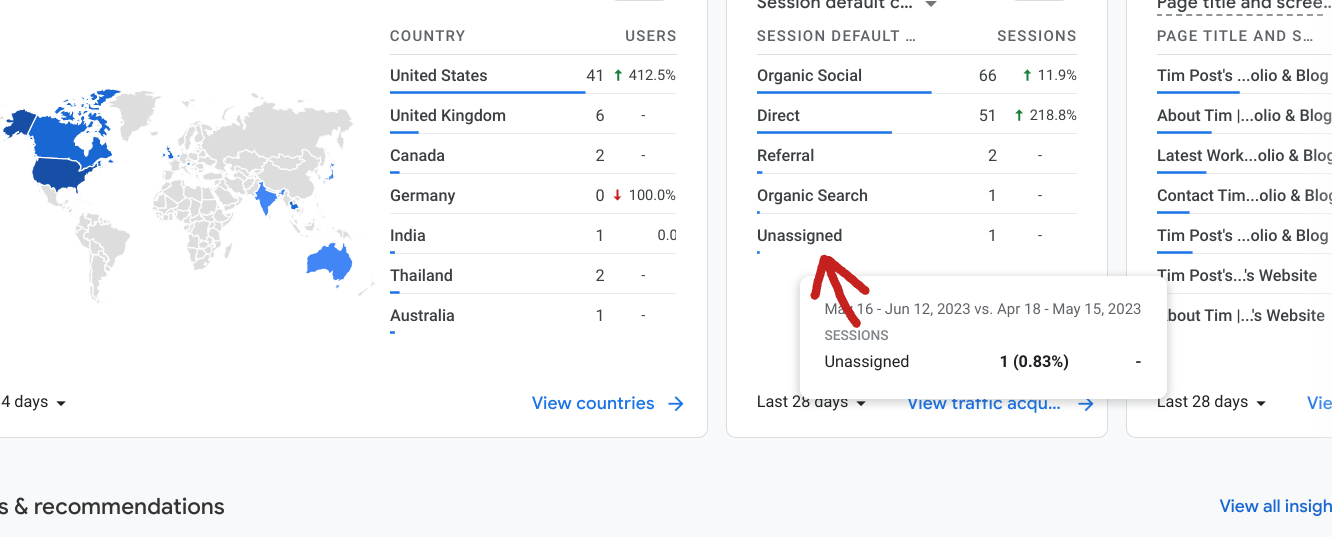 Session default c...
Page title and scree...
COUNTRY USERS
United States 41 412.5%
United Kingdom 6 -
Canada 2 -
Germany 0 100.0%
India 1 0.0
Thailand 2 -
Australia 1 -
4 days
View countries
SESSION DEFAULT ... SESSIONS
Organic Social 66 11.9%
Direct 51 218.8%
Referral 2 -
Organic Search 1 -
Unassigned 1 -
May 16 - Jun 12, 2023 vs. Apr 18 - May 15, 2023
SESSIONS
Unassigned 1 (0.83%) -
Last 28 days
View traffic acqu...
PAGE TITLE AND S...
Tim Post's ...olio & Blog
About Tim |...olio & Blog
Latest Work...olio & Blog
Contact Tim...olio & Blog
Tim Post's ...olio & Blog
Tim Post's...'s Website
bout Tim |...'s Website
Last 28 days
Vie
s & recommendations
View all insigh